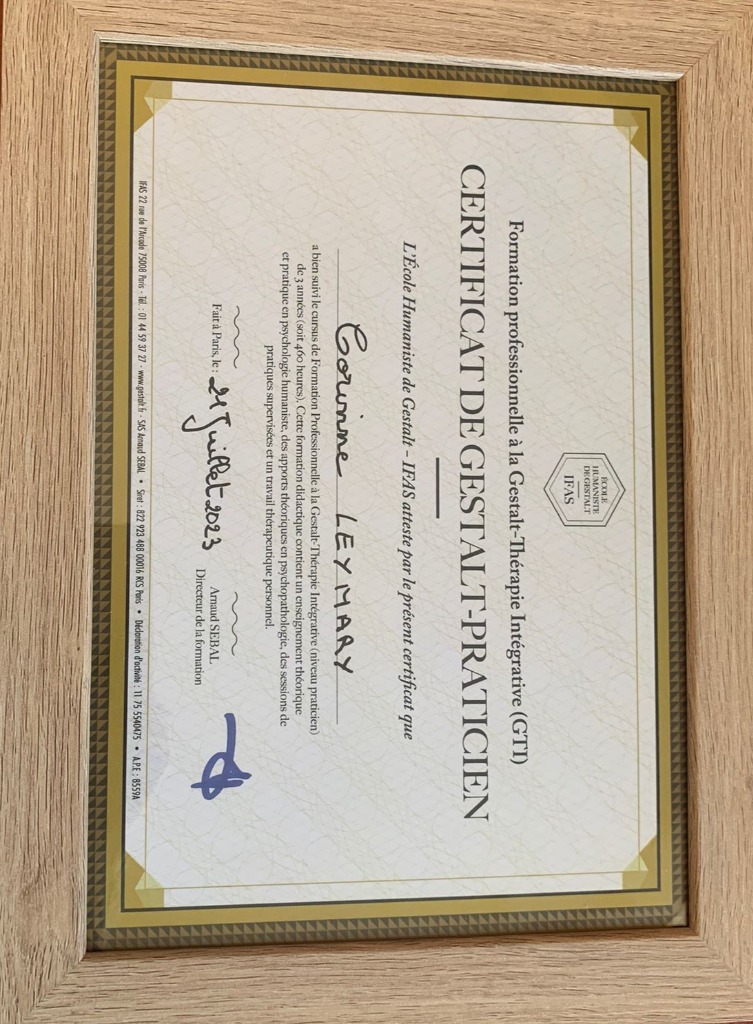 ÉCOLE
HUMANISTE
DE GESTALT
IFAS
Formation professionnelle à la Gestalt-Thérapie Intégrative (GTI)
CERTIFICAT DE GESTALT-PRATICIEN
L'École Humaniste de Gestalt - IFAS atteste par le présent certificat que
Corinne LEYMARY
a bien suivi le cursus de Formation Professionnelle à la Gestalt-Thérapie Intégrative (niveau praticien)
de 3 années (soit 460 heures). Cette formation didactique contient un enseignement théorique
et pratique en psychologie humaniste, des apports théoriques en psychopathologie, des sessions de
pratiques supervisées et un travail thérapeutique personnel.
Fait à Paris, le : 21 Juillet 2023
Arnaud SEBAL
Directeur de la formation
IFAS 22 rue de l'Arcade 75008 Paris - Tél. : 01 44 59 37 27 - www.gestalt.fr - SAS Arnaud SEBAL • Siret : 822 923 488 00016 RCS Paris • Déclaration d'activité : 11 75 5540475 • A.P.E : 8559A